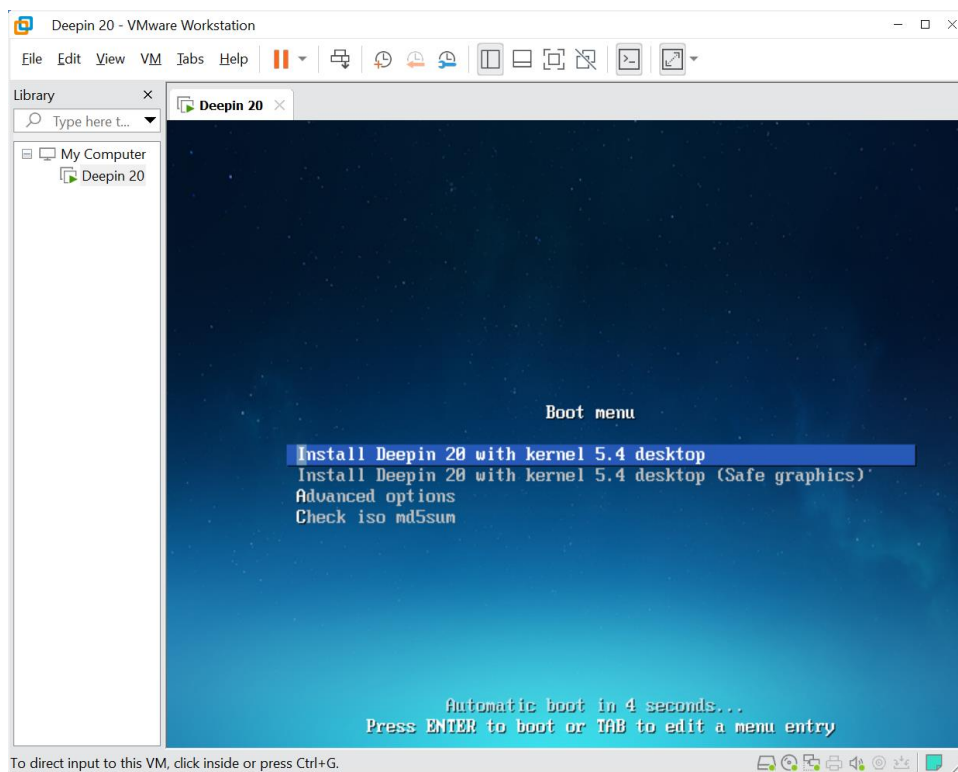 Deepin 20 - VMware Workstation
File Edit View VM Tabs Help
Library
Type here t...
My Computer
Deepin 20
Deepin 20
Boot menu
Install Deepin 20 with kernel 5.4 desktop
Install Deepin 20 with kernel 5.4 desktop (Safe graphics)
Advanced options
Check iso md5sum
Automatic boot in 4 seconds...
Press ENTER to boot or TAB to edit a menu entry
To direct input to this VM, click inside or press Ctrl+G.